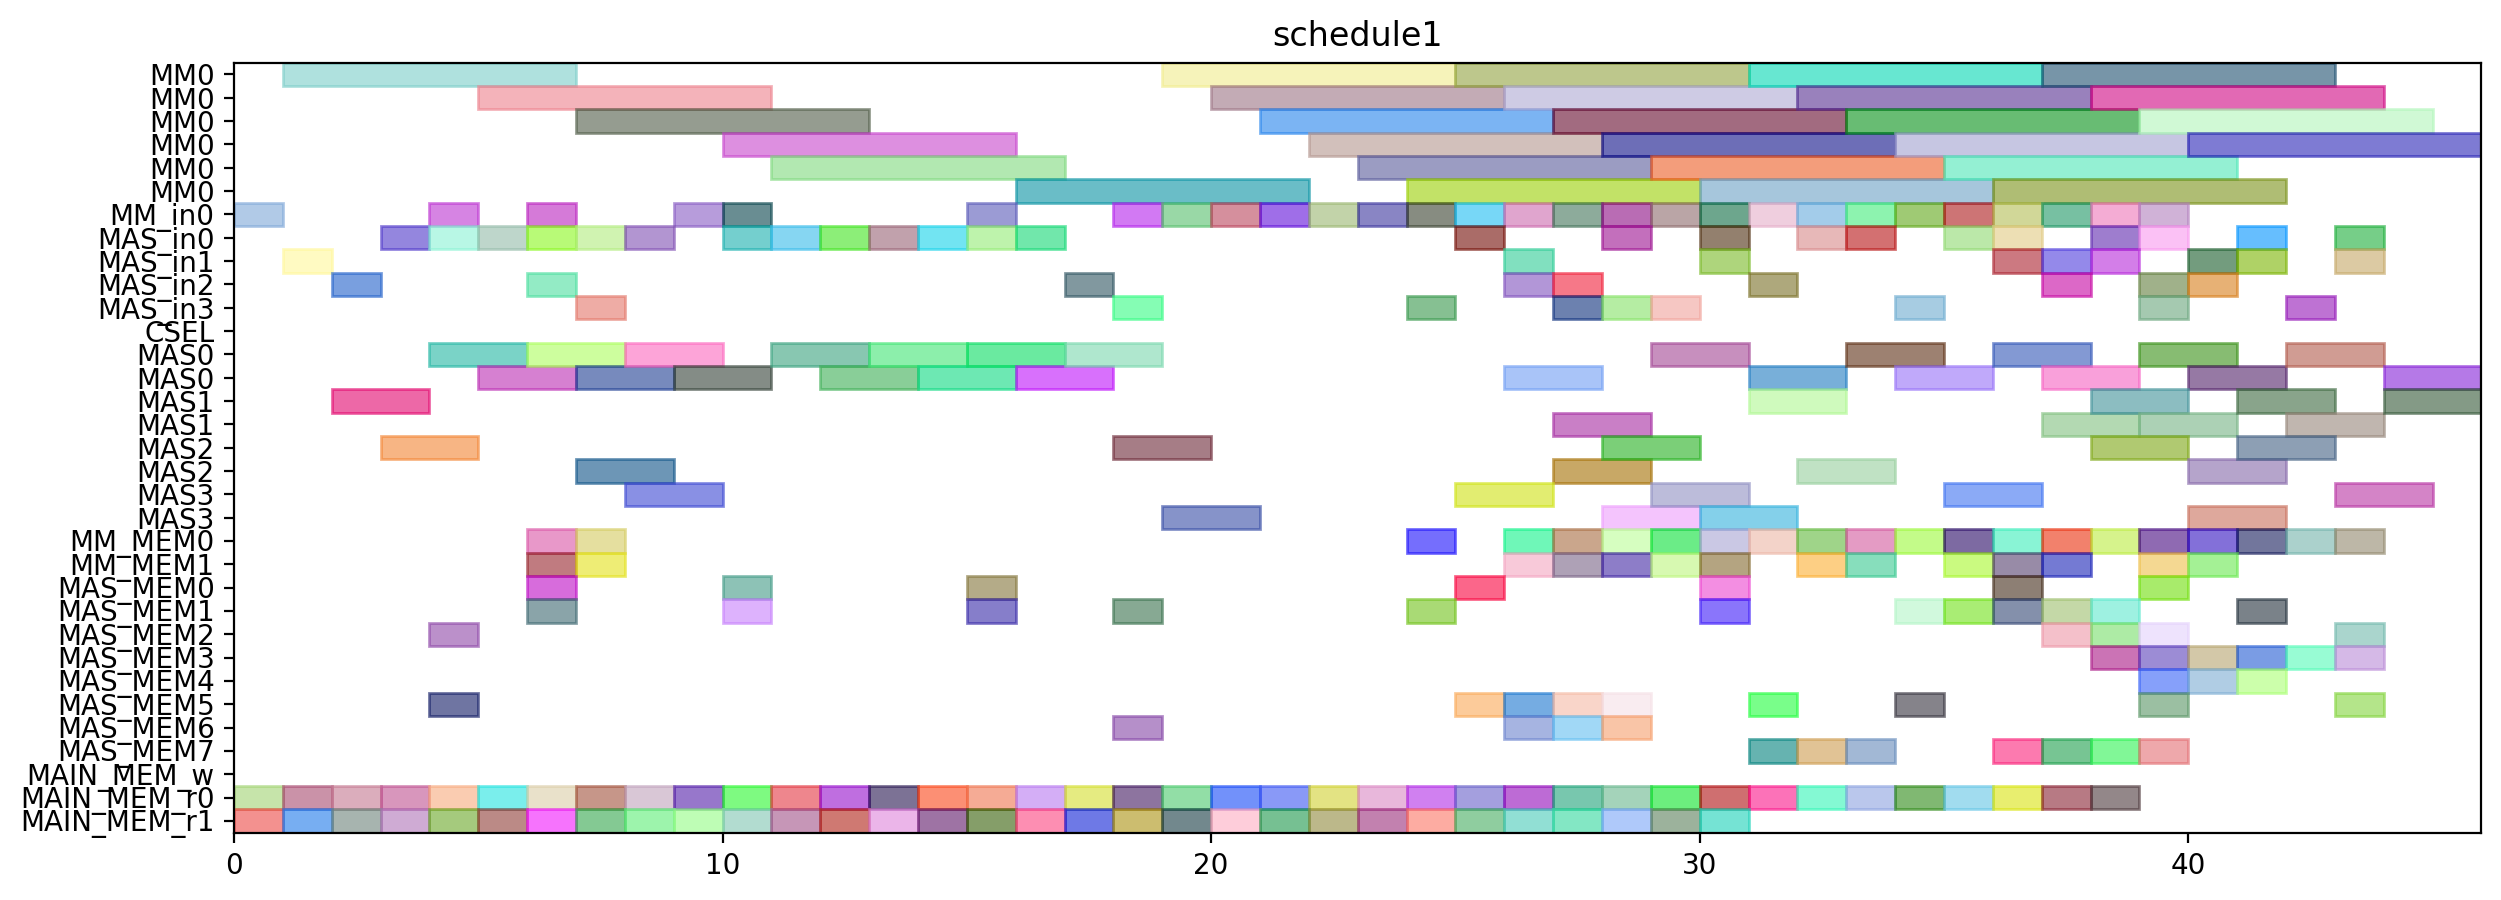 schedule1
MM0
MM0
MM0
MM0
MM0
MM0
MM_in0
MAS_in0
MAS_in1
MAS_in2
MAS_in3
CSEL
MAS0
MAS0
MAS1
MAS1
MAS2
MAS2
MAS3
MAS3
MM_MEM0
MM_MEM1
MAS_MEM0
MAS_MEM1
MAS_MEM2
MAS_MEM3
MAS_MEM4
MAS_MEM5
MAS_MEM6
MAS_MEM7
MAIN_MEM_w
MAIN_MEM_r0
MAIN_MEM_r1
0 10 20 30 40